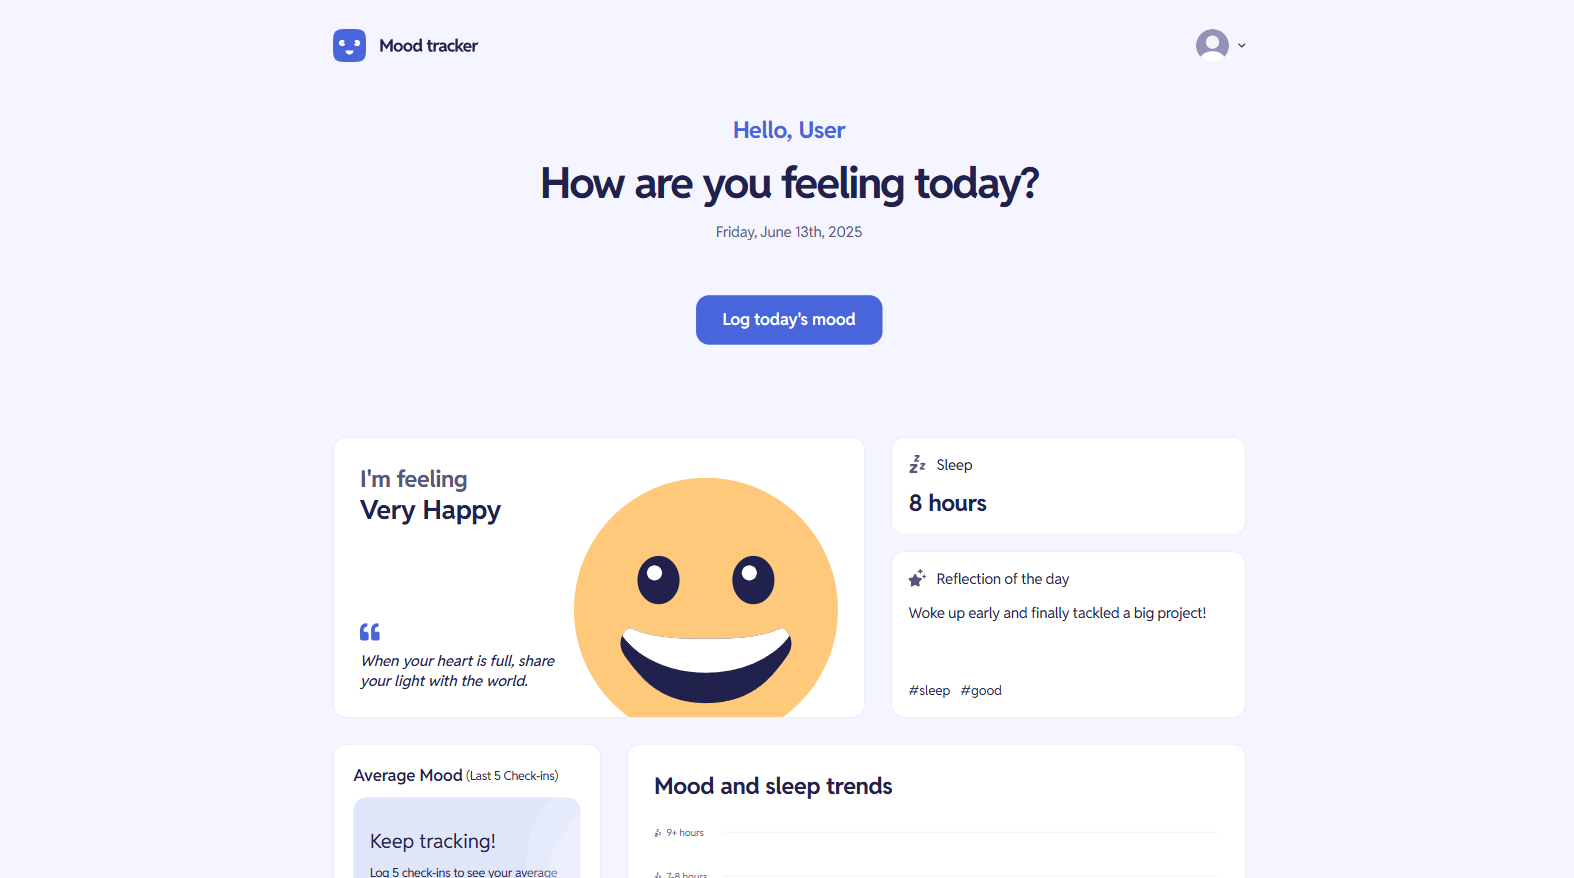 Mood tracker
Hello, User
How are you feeling today?
Friday, June 13th, 2025
Log today's mood
I'm feeling
Very Happy
When your heart is full, share
your light with the world.
Sleep
8 hours
Reflection of the day
Woke up early and finally tackled a big project!
#sleep #good
Average Mood (Last 5 Check-ins)
Keep tracking!
Log 5 check-ins to see your average
Mood and sleep trends
9+ hours
7-8 hours